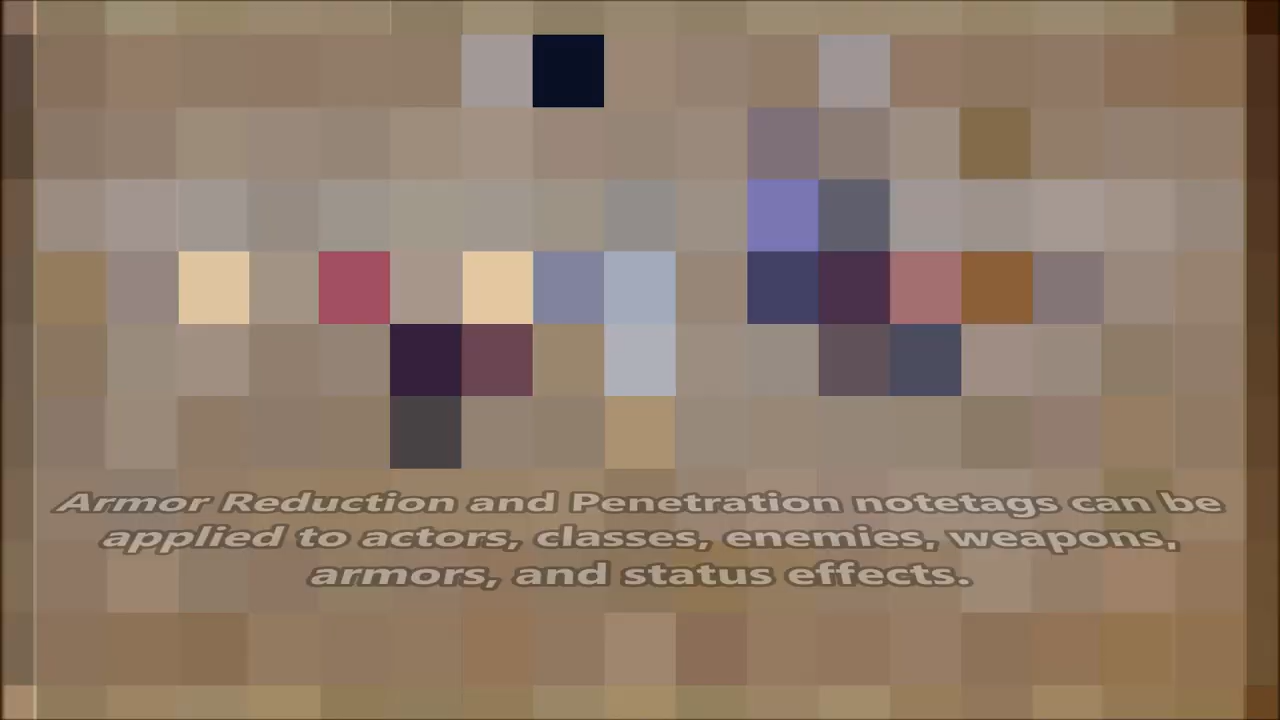 Armor Reduction and Penetration notetags can be
applied to actors, classes, enemies, weapons,
armors, and status effects.